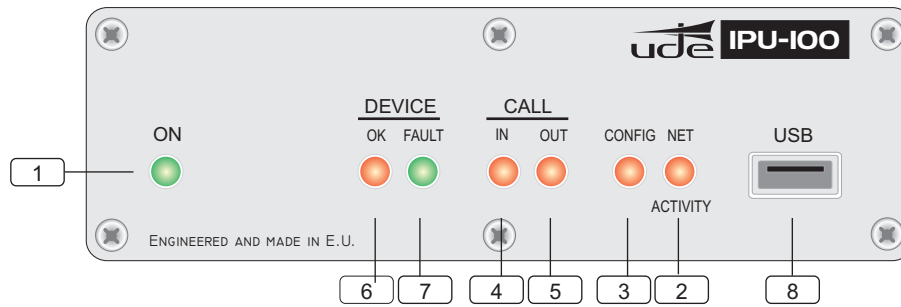 ude IPU-100
DEVICE CALL
ON OK FAULT IN OUT CONFIG NET USB
1
ACTIVITY
ENGINEERED AND MADE IN E.U.
6 7 4 5 3 2 8